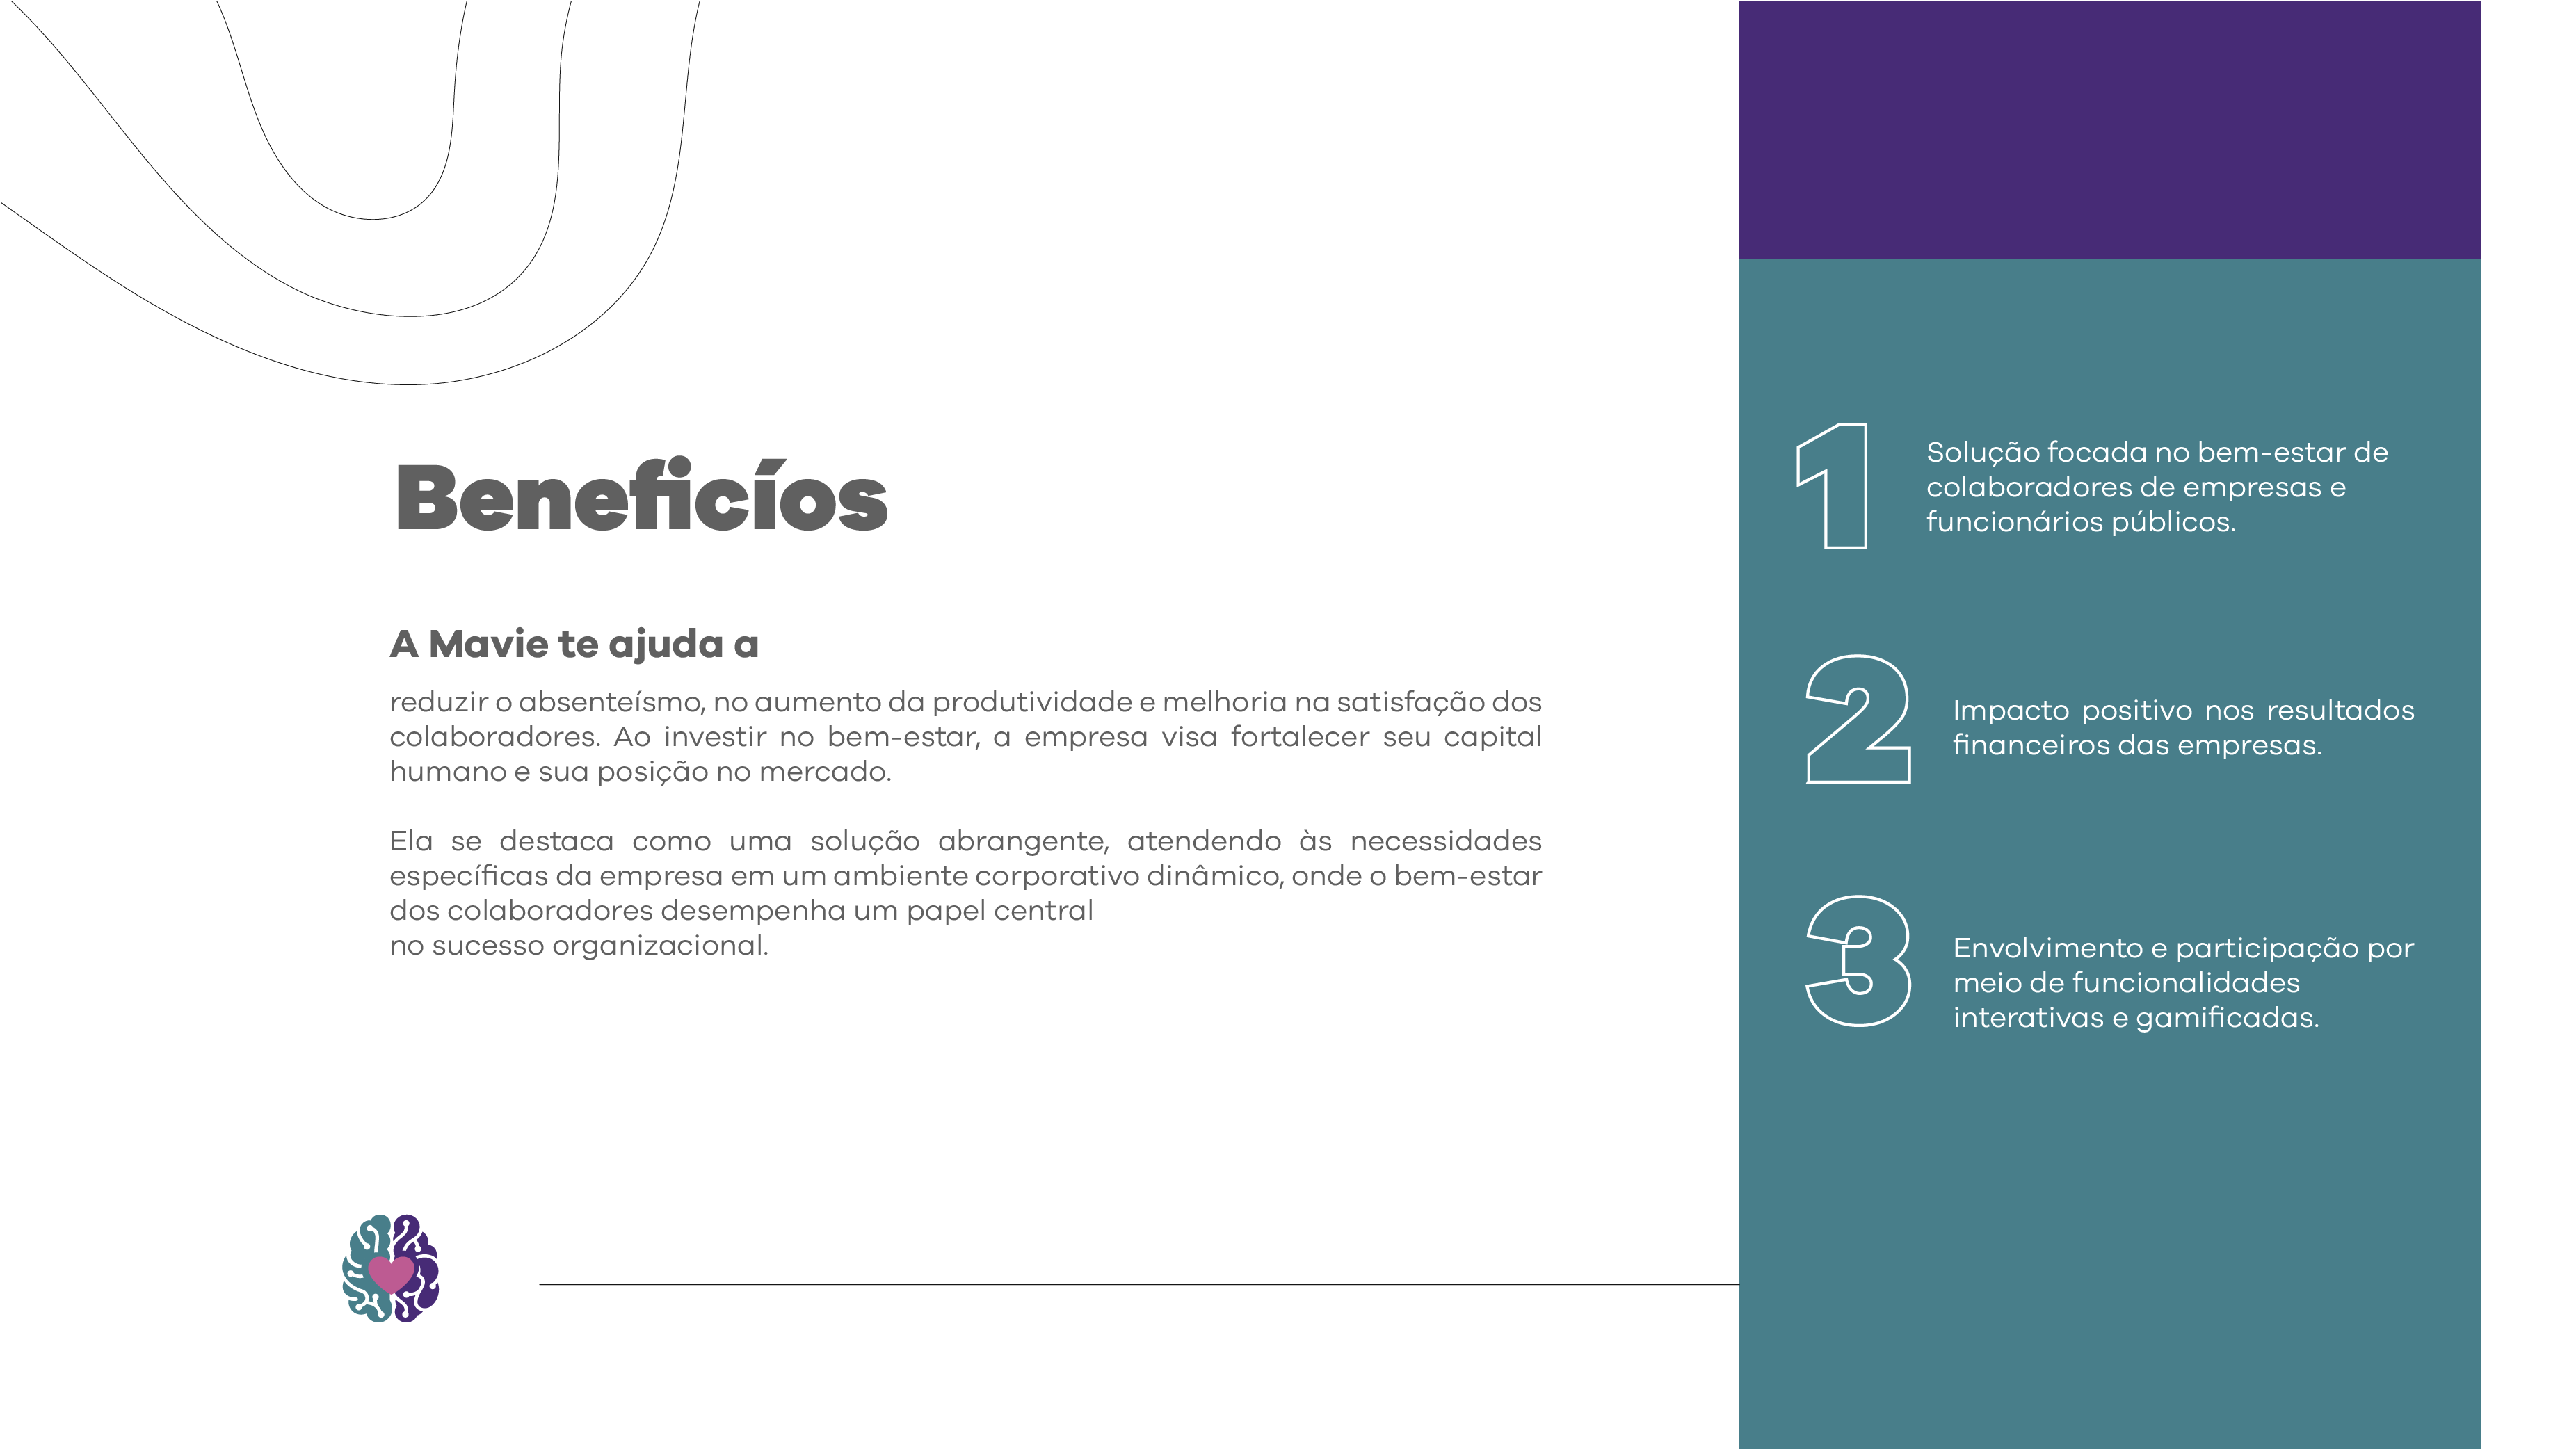 Beneficíos
A Mavie te ajuda a
reduzir o absenteísmo, no aumento da produtividade e melhoria na satisfação dos
colaboradores. Ao investir no bem-estar, a empresa visa fortalecer seu capital
humano e sua posição no mercado.
Ela se destaca como uma solução abrangente, atendendo às necessidades
específicas da empresa em um ambiente corporativo dinâmico, onde o bem-estar
dos colaboradores desempenha um papel central
no sucesso organizacional.
1
Solução focada no bem-estar de
colaboradores de empresas e
funcionários públicos.
2
Impacto positivo nos resultados
financeiros das empresas.
3
Envolvimento e participação por
meio de funcionalidades
interativas e gamificadas.